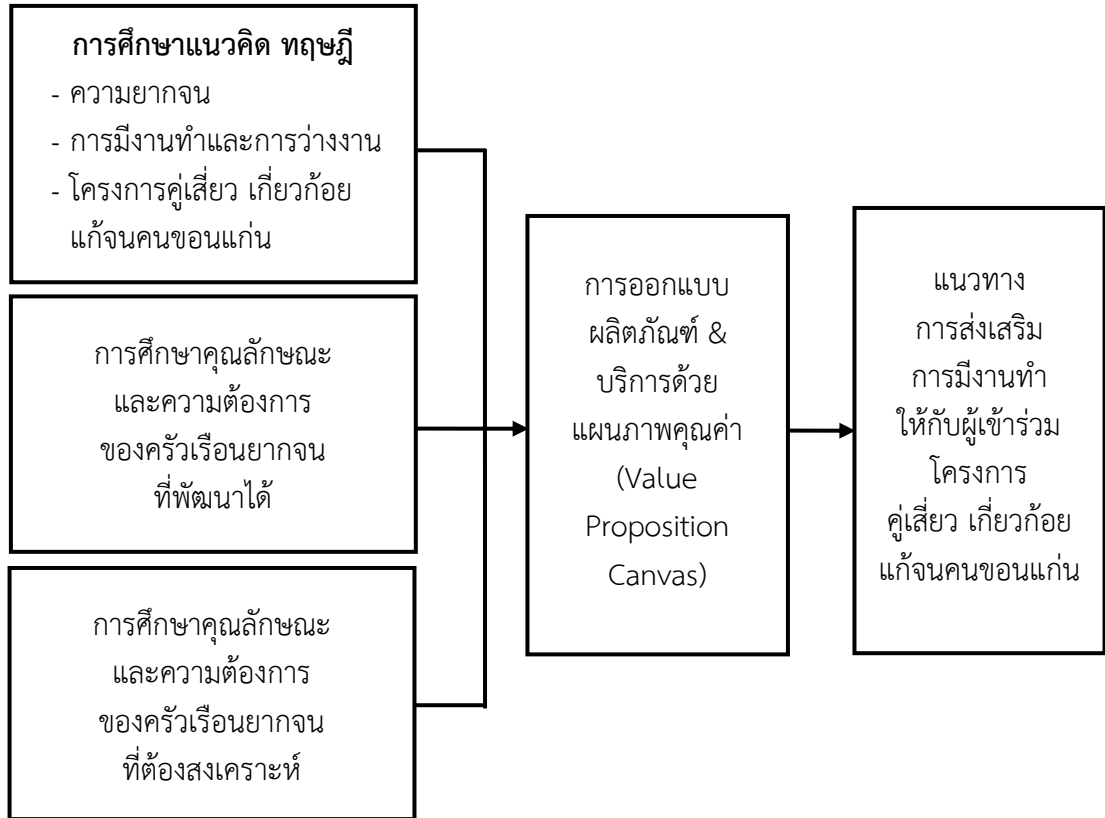 การศึกษาแนวคิด ทฤษฎี
- ความยากจน
- การมีงานทำและการว่างงาน
- โครงการคู่เสี่ยว เกี่ยวก้อย
แก้จนคนขอนแก่น
การศึกษาคุณลักษณะ
และความต้องการ
ของครัวเรือนยากจน
ที่พัฒนาได้
การศึกษาคุณลักษณะ
และความต้องการ
ของครัวเรือนยากจน
ที่ต้องสงเคราะห์
การออกแบบ
ผลิตภัณฑ์ &
บริการด้วย
แผนภาพคุณค่า
(Value
Proposition
Canvas)
แนวทาง
การส่งเสริม
การมีงานทำ
ให้กับผู้เข้าร่วม
โครงการ
คู่เสี่ยว เกี่ยวก้อย
แก้จนคนขอนแก่น